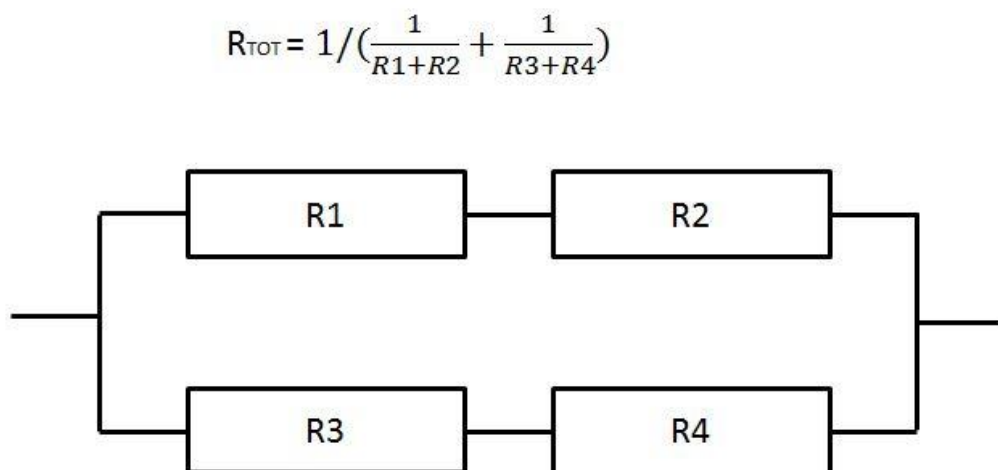 RTOT = 1/(1/(R1+R2) + 1/(R3+R4))
R1 R2
R3 R4